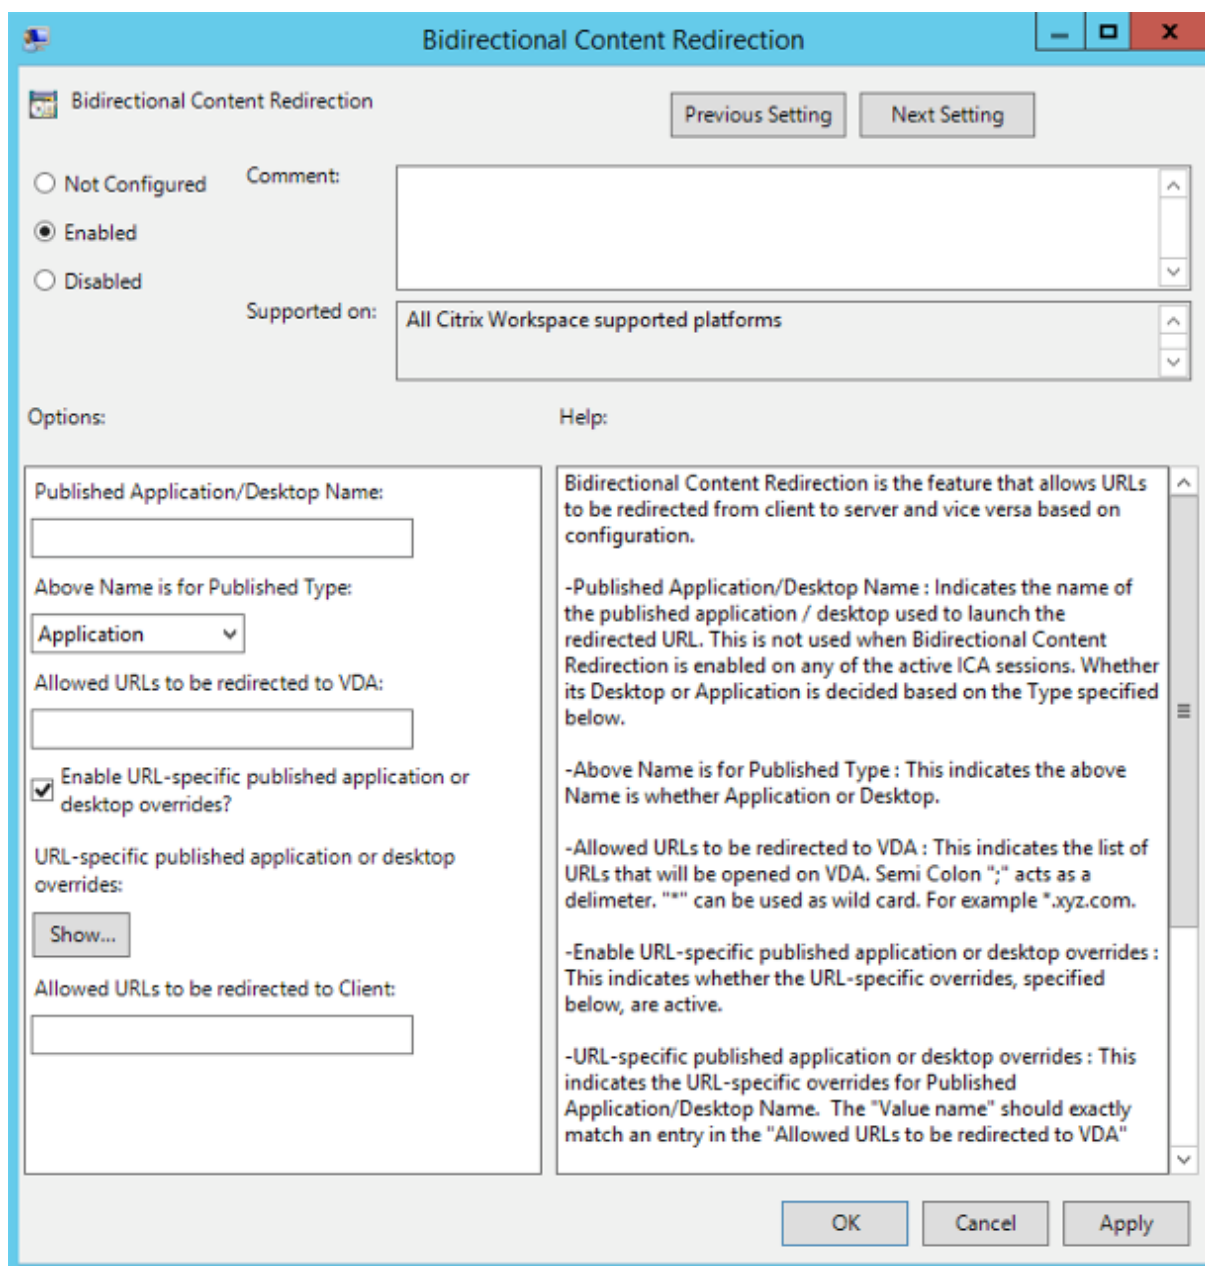 Bidirectional Content Redirection
Bidirectional Content Redirection
Previous Setting
Next Setting
Not Configured
Comment:
Enabled
Disabled
Supported on:
All Citrix Workspace supported platforms
Options:
Help:
Published Application/Desktop Name:
Above Name is for Published Type:
Application
Allowed URLs to be redirected to VDA:
Enable URL-specific published application or
desktop overrides?
URL-specific published application or desktop
overrides:
Show...
Allowed URLs to be redirected to Client:
Bidirectional Content Redirection is the feature that allows URLs
to be redirected from client to server and vice versa based on
configuration.
-Published Application/Desktop Name : Indicates the name of
the published application / desktop used to launch the
redirected URL. This is not used when Bidirectional Content
Redirection is enabled on any of the active ICA sessions. Whether
its Desktop or Application is decided based on the Type specified
below.
-Above Name is for Published Type : This indicates the above
Name is whether Application or Desktop.
-Allowed URLs to be redirected to VDA : This indicates the list of
URLs that will be opened on VDA. Semi Colon ";" acts as a
delimeter. "*" can be used as wild card. For example *.xyz.com.
-Enable URL-specific published application or desktop overrides :
This indicates whether the URL-specific overrides, specified
below, are active.
-URL-specific published application or desktop overrides : This
indicates the URL-specific overrides for Published
Application/Desktop Name.  The "Value name" should exactly
match an entry in the "Allowed URLs to be redirected to VDA"
OK
Cancel
Apply